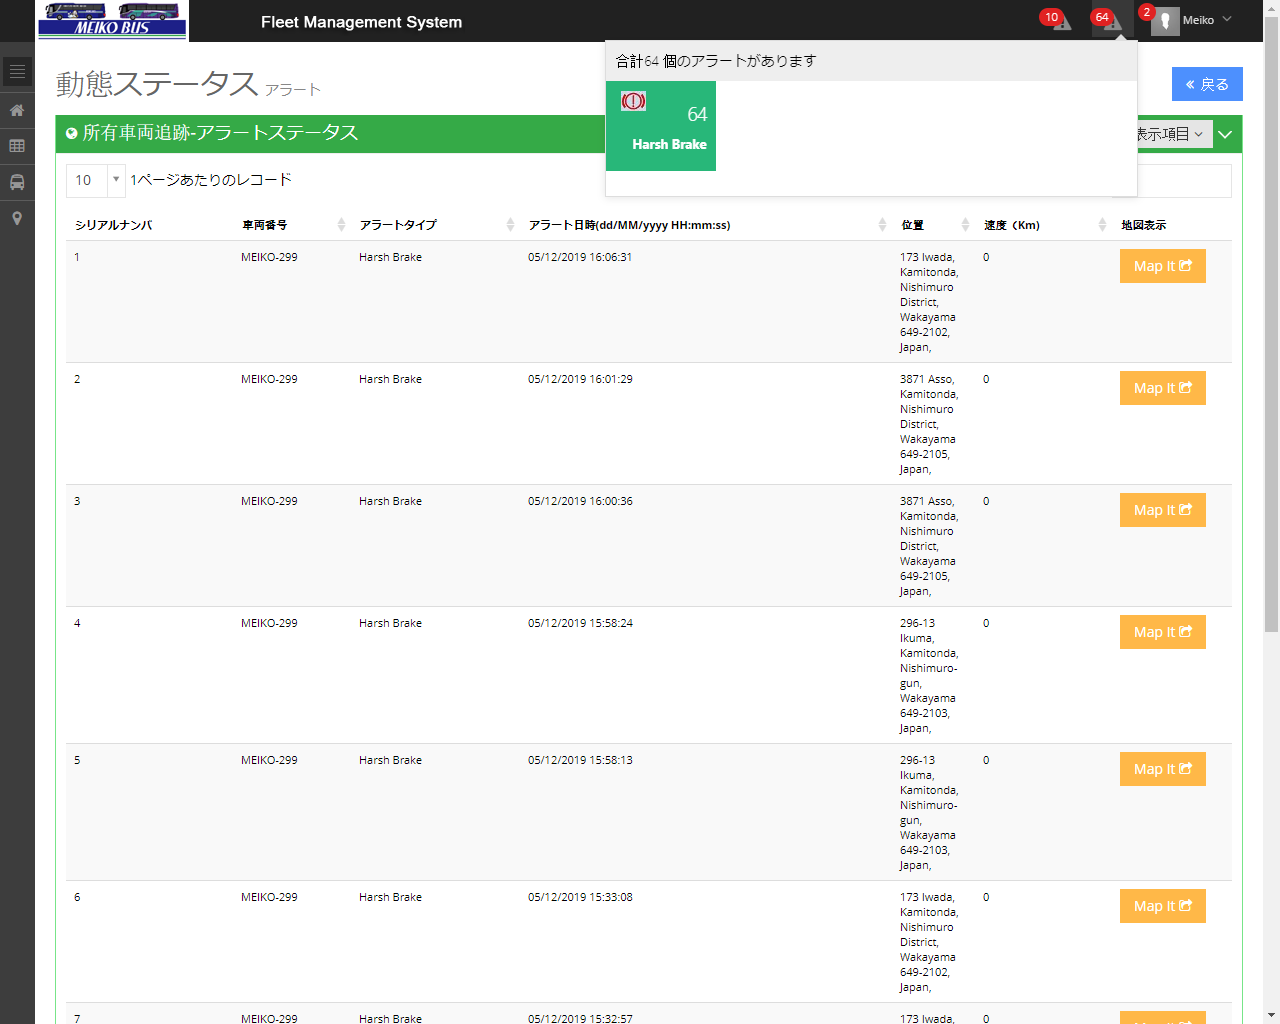 MEIKO BUS
Fleet Management System
10
64
2
Meiko
合計64 個のアラートがあります
64
Harsh Brake
動態ステータス アラート
« 戻る
所有車両追跡-アラートステータス
表示項目
10
1ページあたりのレコード
シリアルナンバ 車両番号 アラートタイプ アラート日時(dd/MM/yyyy HH:mm:ss) 位置 速度（Km) 地図表示
1 MEIKO-299 Harsh Brake 05/12/2019 16:06:31 173 Iwada, 0 Map It
Kamitonda,
Nishimuro
District,
Wakayama
649-2102,
Japan,
2 MEIKO-299 Harsh Brake 05/12/2019 16:01:29 3871 Asso, 0 Map It
Kamitonda,
Nishimuro
District,
Wakayama
649-2105,
Japan,
3 MEIKO-299 Harsh Brake 05/12/2019 16:00:36 3871 Asso, 0 Map It
Kamitonda,
Nishimuro
District,
Wakayama
649-2105,
Japan,
4 MEIKO-299 Harsh Brake 05/12/2019 15:58:24 296-13 0 Map It
Ikuma,
Kamitonda,
Nishimuro-
gun,
Wakayama
649-2103,
Japan,
5 MEIKO-299 Harsh Brake 05/12/2019 15:58:13 296-13 0 Map It
Ikuma,
Kamitonda,
Nishimuro-
gun,
Wakayama
649-2103,
Japan,
6 MEIKO-299 Harsh Brake 05/12/2019 15:33:08 173 Iwada, 0 Map It
Kamitonda,
Nishimuro
District,
Wakayama
649-2102,
Japan,
7 MEIKO-299 Harsh Brake 05/12/2019 15:32:57 173 Iwada, 0 Map It